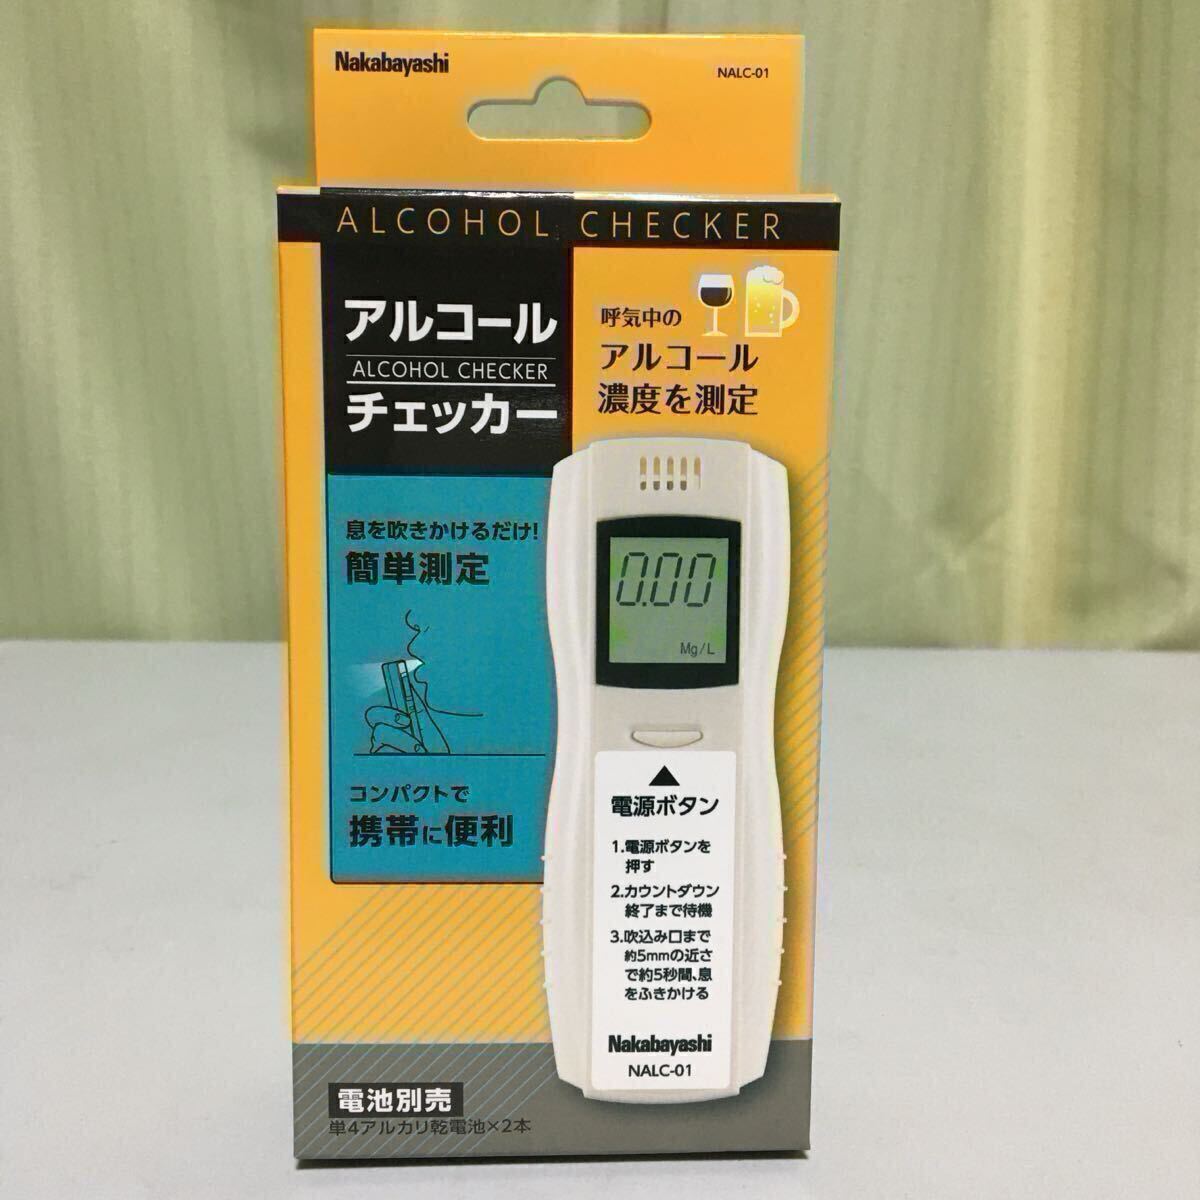 Nakabayashi
NALC-01
ALCOHOL CHECKER
アルコール
ALCOHOL CHECKER
チェッカー
呼気中の
アルコール
濃度を測定
息を吹きかけるだけ!
簡単測定
コンパクトで
携帯に便利
0.00
Mg/L
▲
電源ボタン
1.電源ボタンを
押す
2.カウントダウン
終了まで待機
3.吹込み口まで
約5mmの近さ
で約5秒間、息
をふきかける
Nakabayashi
NALC-01
電池別売
単4アルカリ乾電池×2本